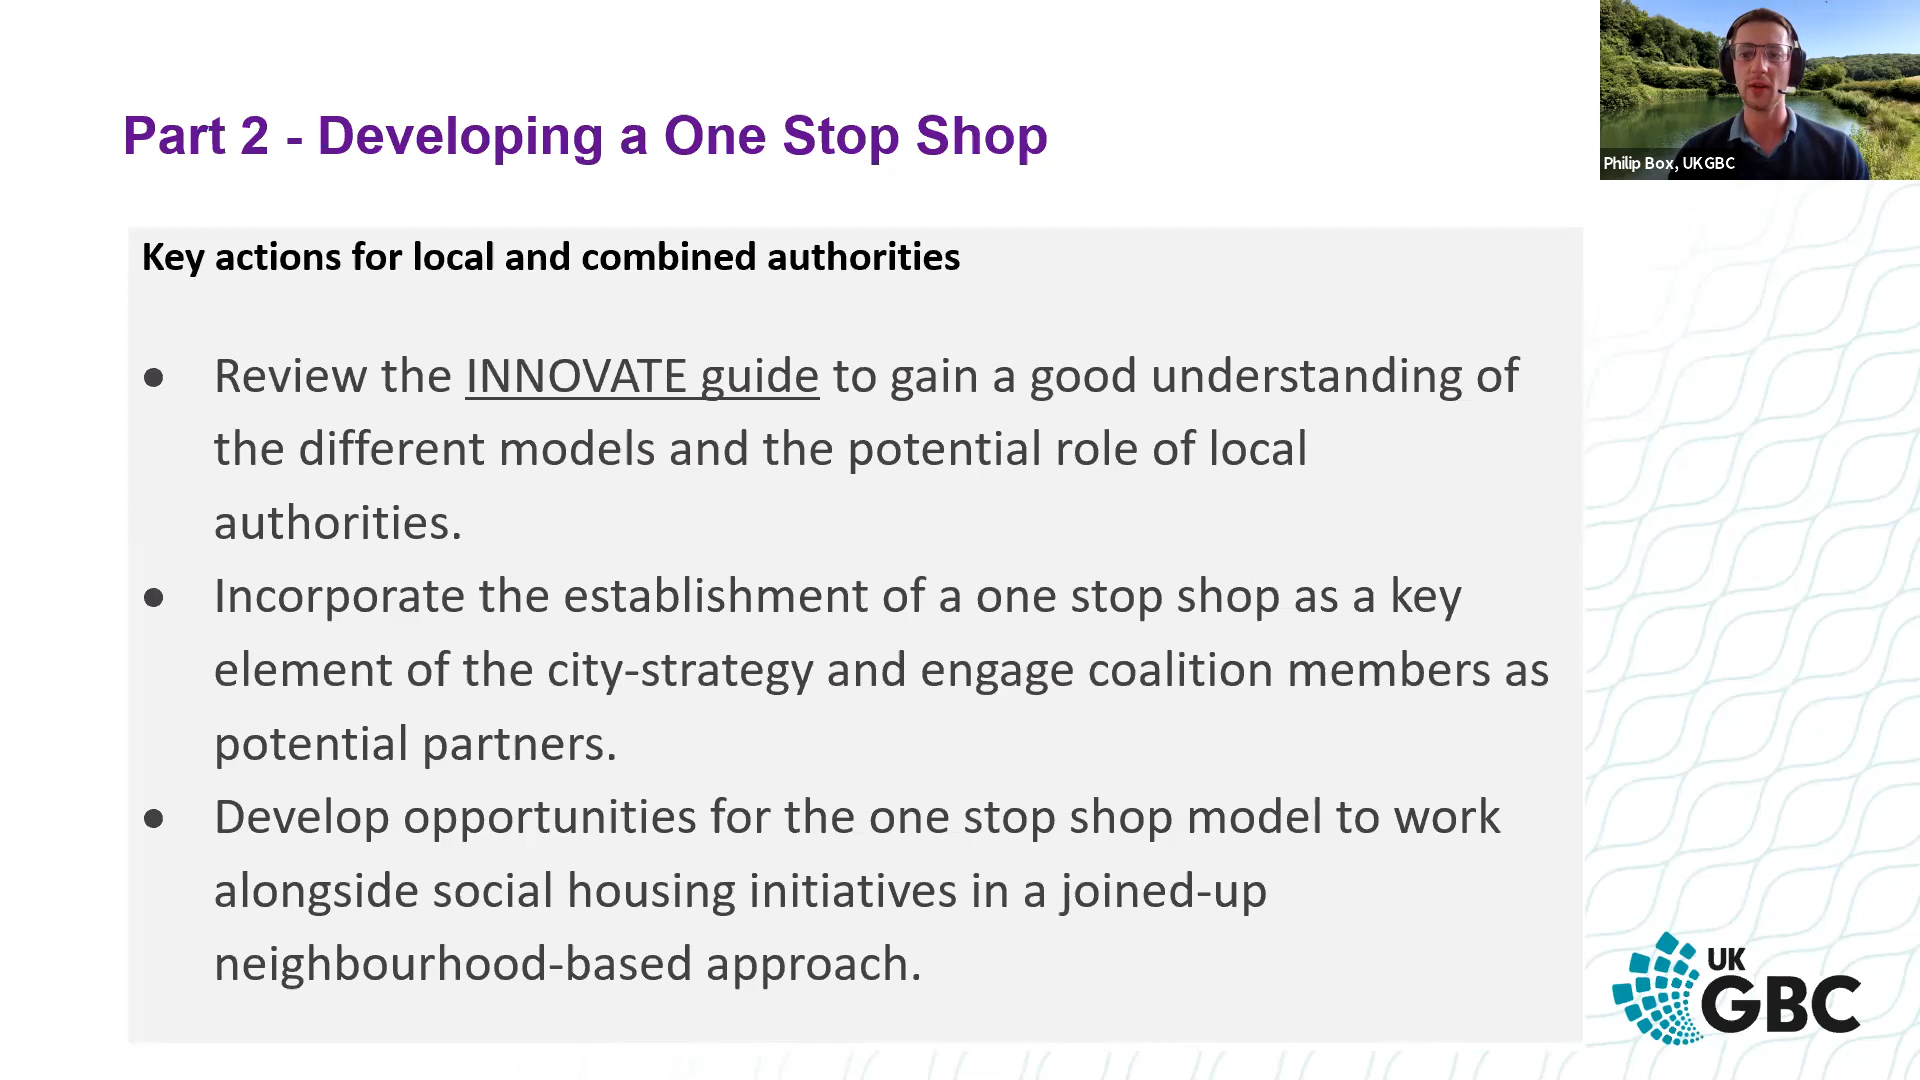 Part 2 - Developing a One Stop Shop
Philip Box, UKGBC
Key actions for local and combined authorities
● Review the INNOVATE guide to gain a good understanding of
the different models and the potential role of local
authorities.
● Incorporate the establishment of a one stop shop as a key
element of the city-strategy and engage coalition members as
potential partners.
● Develop opportunities for the one stop shop model to work
alongside social housing initiatives in a joined-up
neighbourhood-based approach.
UK
GBC